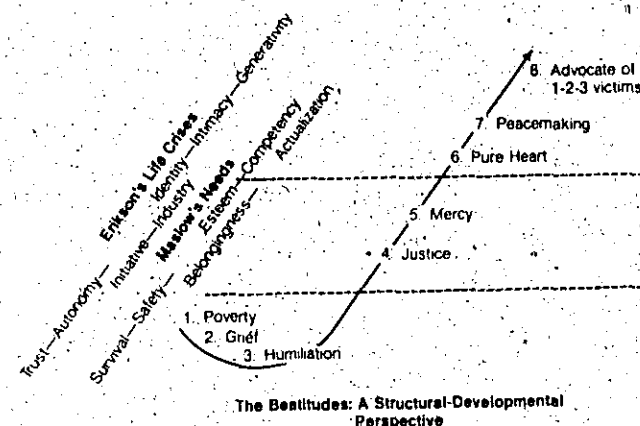 Erikson's Life Crises
Trust—Autonomy—
Initiative—Industry
Identity—Intimacy—Generativity
Maslow's Needs
Survival—Safety—
Belongingness—
Esteem—Competency
Actualization
8. Advocate of
1-2-3 victims
7. Peacemaking
6. Pure Heart
5. Mercy
4. Justice
1. Poverty
2. Grief
3. Humiliation
The Beatitudes: A Structural-Developmental
Perspective